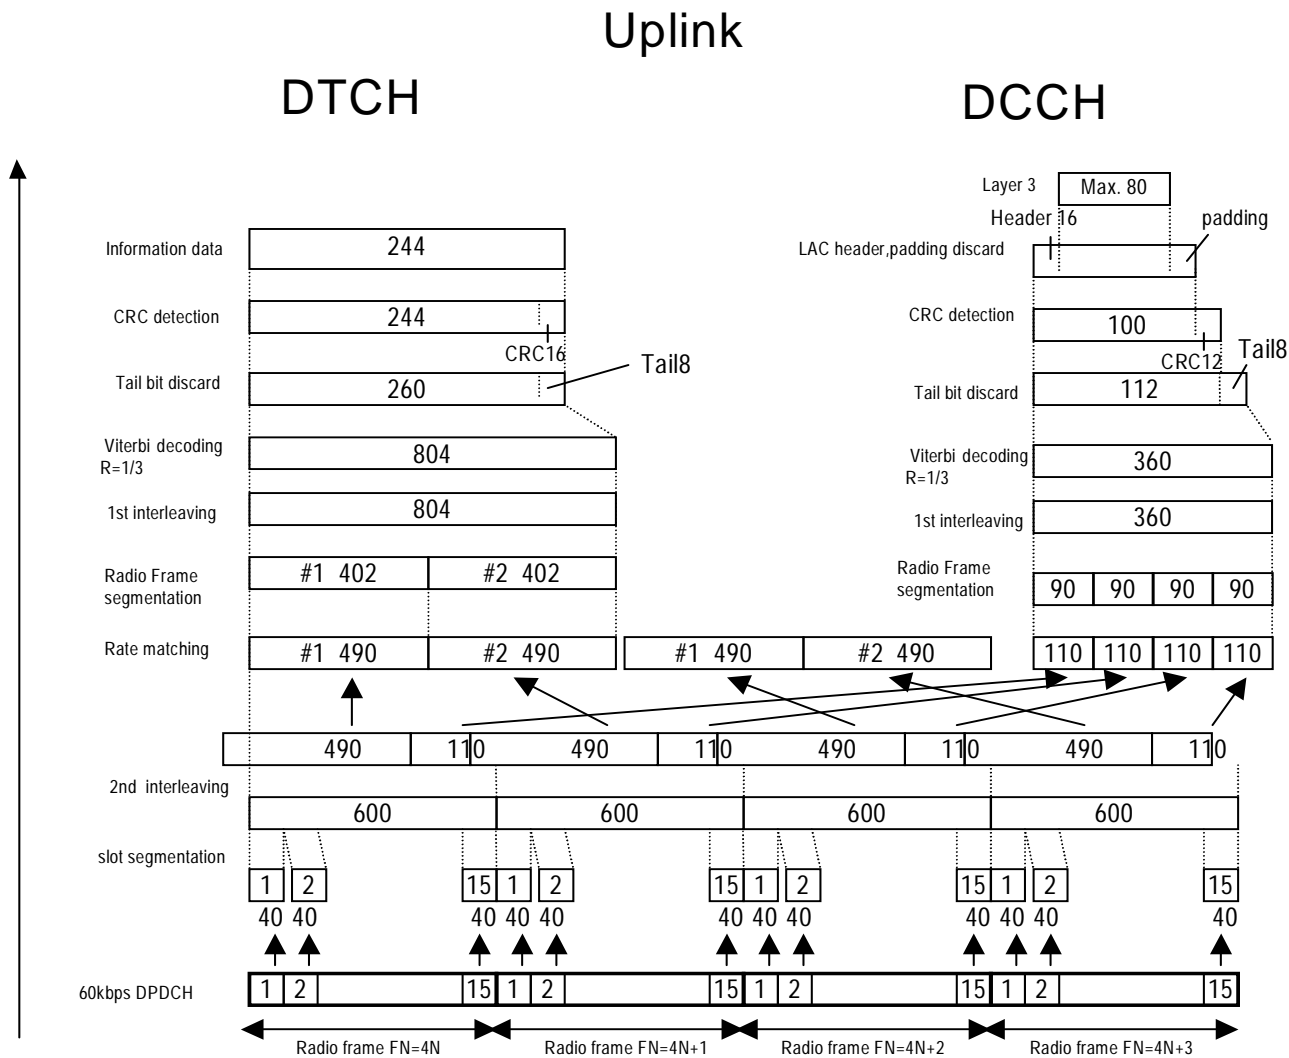 Uplink
DTCH
DCCH
Layer 3
Max. 80
Header 16
padding
Information data
244
LAC header,padding discard
CRC detection
244
CRC16
CRC detection
100
CRC12
Tail8
Tail8
Tail bit discard
260
Tail bit discard
112
Viterbi decoding
R=1/3
804
Viterbi decoding
R=1/3
360
1st interleaving
804
1st interleaving
360
Radio Frame
segmentation
#1 402 #2 402
Radio Frame
segmentation
90 90 90 90
Rate matching
#1 490 #2 490 #1 490 #2 490
110 110 110 110
490 110 490 110 490 110 490 110
2nd interleaving
600 600 600 600
slot segmentation
1 2 15 1 2 15 1 2 15 1 2 15
40 40 40 40 40 40 40 40 40 40 40 40
60kbps DPDCH
1 2 15 1 2 15 1 2 15 1 2 15
Radio frame FN=4N Radio frame FN=4N+1 Radio frame FN=4N+2 Radio frame FN=4N+3